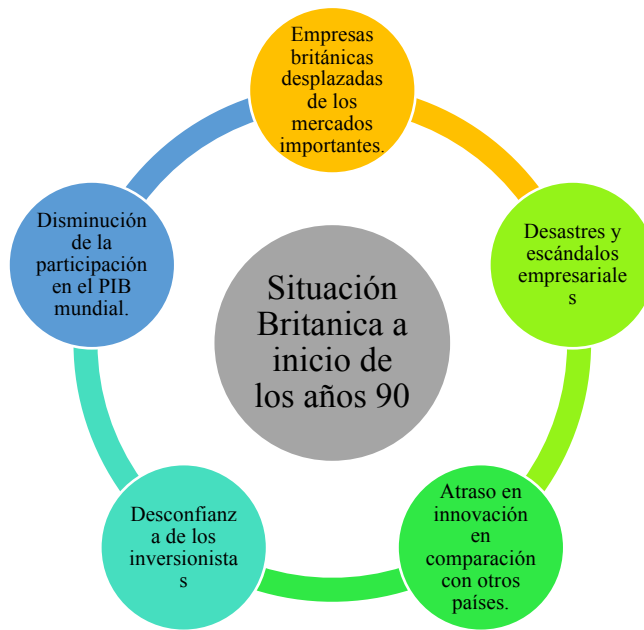 Empresas
británicas
desplazadas
de los
mercados
importantes.
Desastres y
escándalos
empresariale
s
Atraso en
innovación
en
comparación
con otros
países.
Desconfianz
a de los
inversionista
s
Disminución
de la
participación
en el PIB
mundial.
Situación
Britanica a
inicio de
los años 90